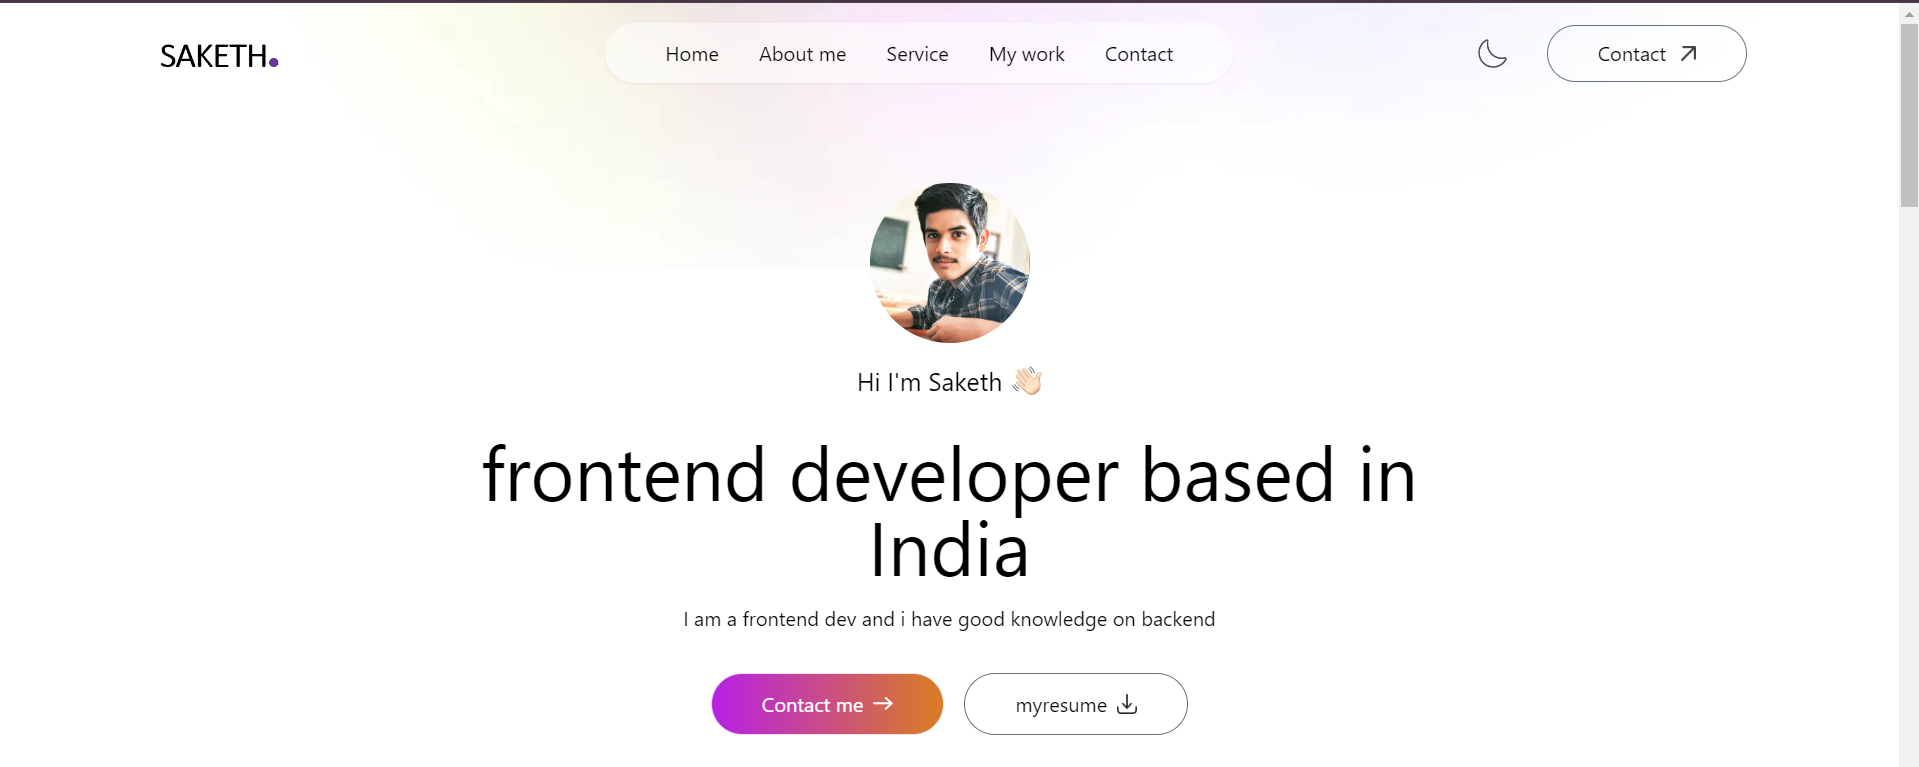 SAKETH.
Home About me Service My work Contact
Contact
Hi I'm Saketh 👋🏻
frontend developer based in
India
I am a frontend dev and i have good knowledge on backend
Contact me →
myresume